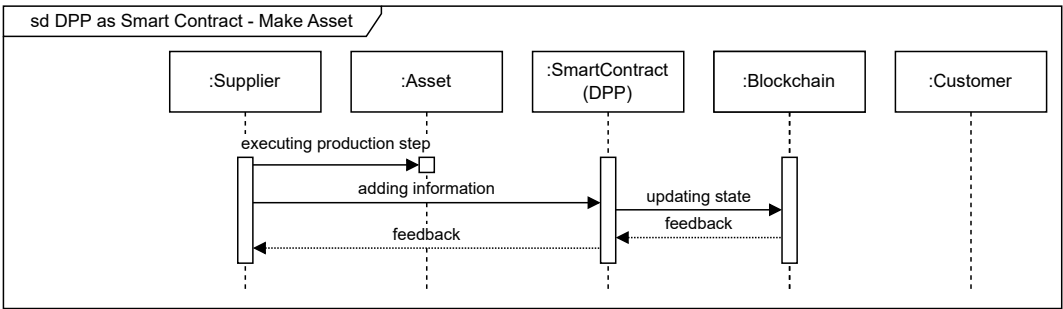 sd DPP as Smart Contract - Make Asset
:Supplier
:Asset
:SmartContract
(DPP)
:Blockchain
:Customer
executing production step
adding information
updating state
feedback
feedback